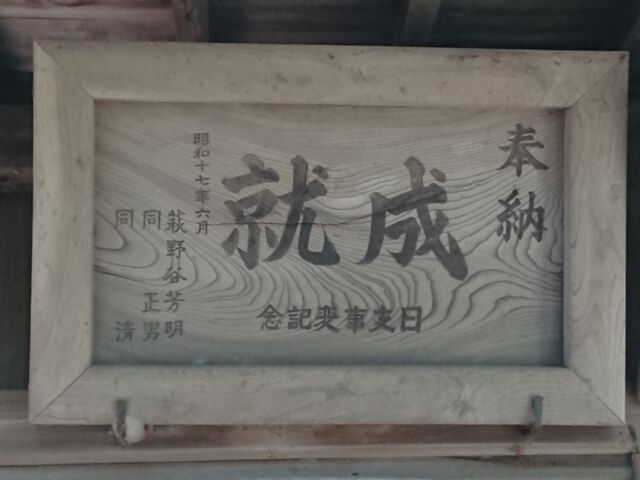 奉納
成就
日支事変記念
昭和十七年六月
萩野谷芳明
同 正男
同 清